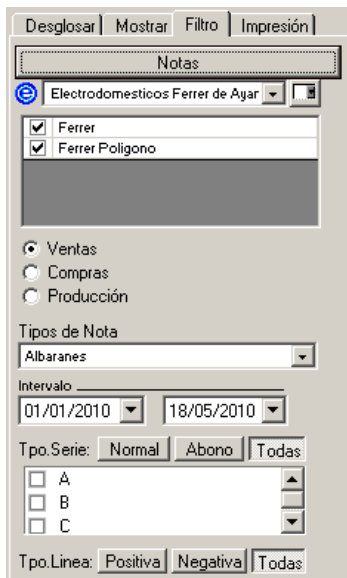 Desglosar Mostrar Filtro Impresión
Notas
e Electrodomesticos Ferrer de Ayar
Ferrer
Ferrer Poligono
Ventas
Compras
Producción
Tipos de Nota
Albaranes
Intervalo
01/01/2010 18/05/2010
Tpo.Serie: Normal Abono Todas
A
B
C
Tpo.Linea: Positiva Negativa Todas